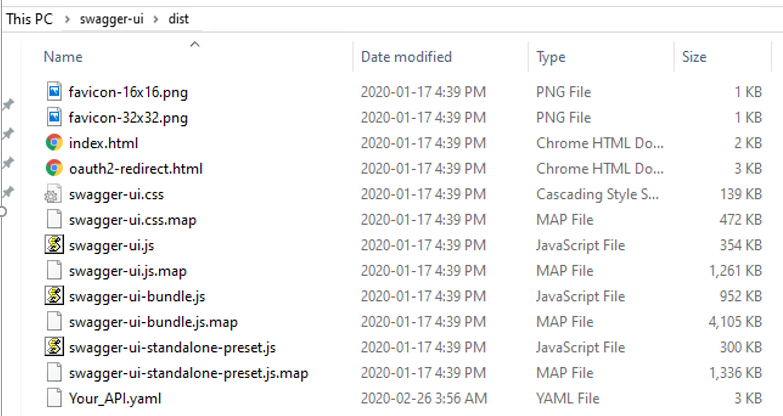 This PC > swagger-ui > dist
Name Date modified Type Size
favicon-16x16.png 2020-01-17 4:39 PM PNG File 1 KB
favicon-32x32.png 2020-01-17 4:39 PM PNG File 1 KB
index.html 2020-01-17 4:39 PM Chrome HTML Do... 2 KB
oauth2-redirect.html 2020-01-17 4:39 PM Chrome HTML Do... 3 KB
swagger-ui.css 2020-01-17 4:39 PM Cascading Style S... 139 KB
swagger-ui.css.map 2020-01-17 4:39 PM MAP File 472 KB
swagger-ui.js 2020-01-17 4:39 PM JavaScript File 354 KB
swagger-ui.js.map 2020-01-17 4:39 PM MAP File 1,261 KB
swagger-ui-bundle.js 2020-01-17 4:39 PM JavaScript File 952 KB
swagger-ui-bundle.js.map 2020-01-17 4:39 PM MAP File 4,105 KB
swagger-ui-standalone-preset.js 2020-01-17 4:39 PM JavaScript File 300 KB
swagger-ui-standalone-preset.js.map 2020-01-17 4:39 PM MAP File 1,336 KB
Your_API.yaml 2020-02-26 3:56 AM YAML File 3 KB